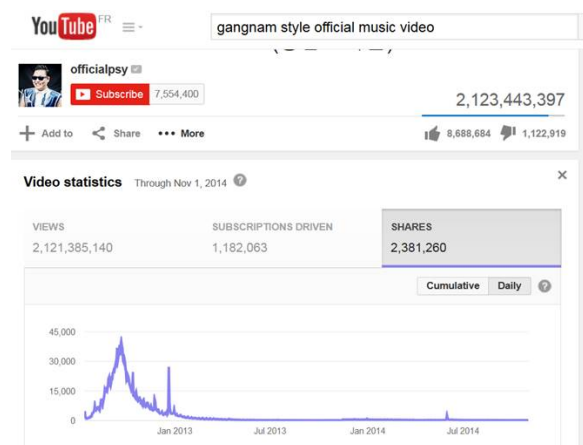 YouTube FR
gangnam style official music video
officialpsy
Subscribe 7,554,400
2,123,443,397
Add to Share More
8,688,684 1,122,919
Video statistics Through Nov 1, 2014 ?
VIEWS SUBSCRIPTIONS DRIVEN SHARES
2,121,385,140 1,182,063 2,381,260
Cumulative Daily ?
45,000
30,000
15,000
0
Jan 2013 Jul 2013 Jan 2014 Jul 2014